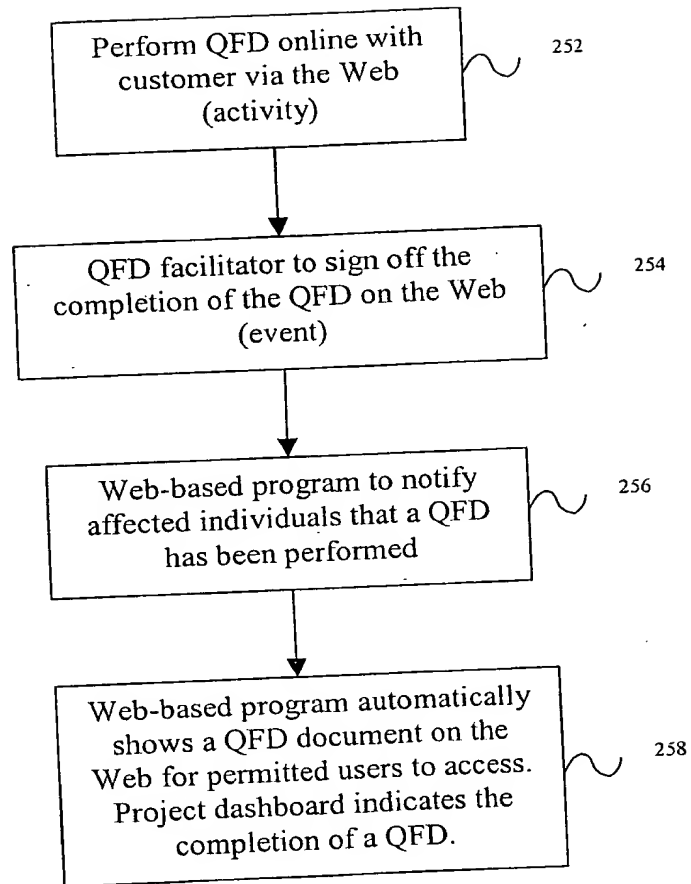 Perform QFD online with
customer via the Web
(activity)
252
QFD facilitator to sign off the
completion of the QFD on the Web
(event)
254
Web-based program to notify
affected individuals that a QFD
has been performed
256
Web-based program automatically
shows a QFD document on the
Web for permitted users to access.
Project dashboard indicates the
completion of a QFD.
258